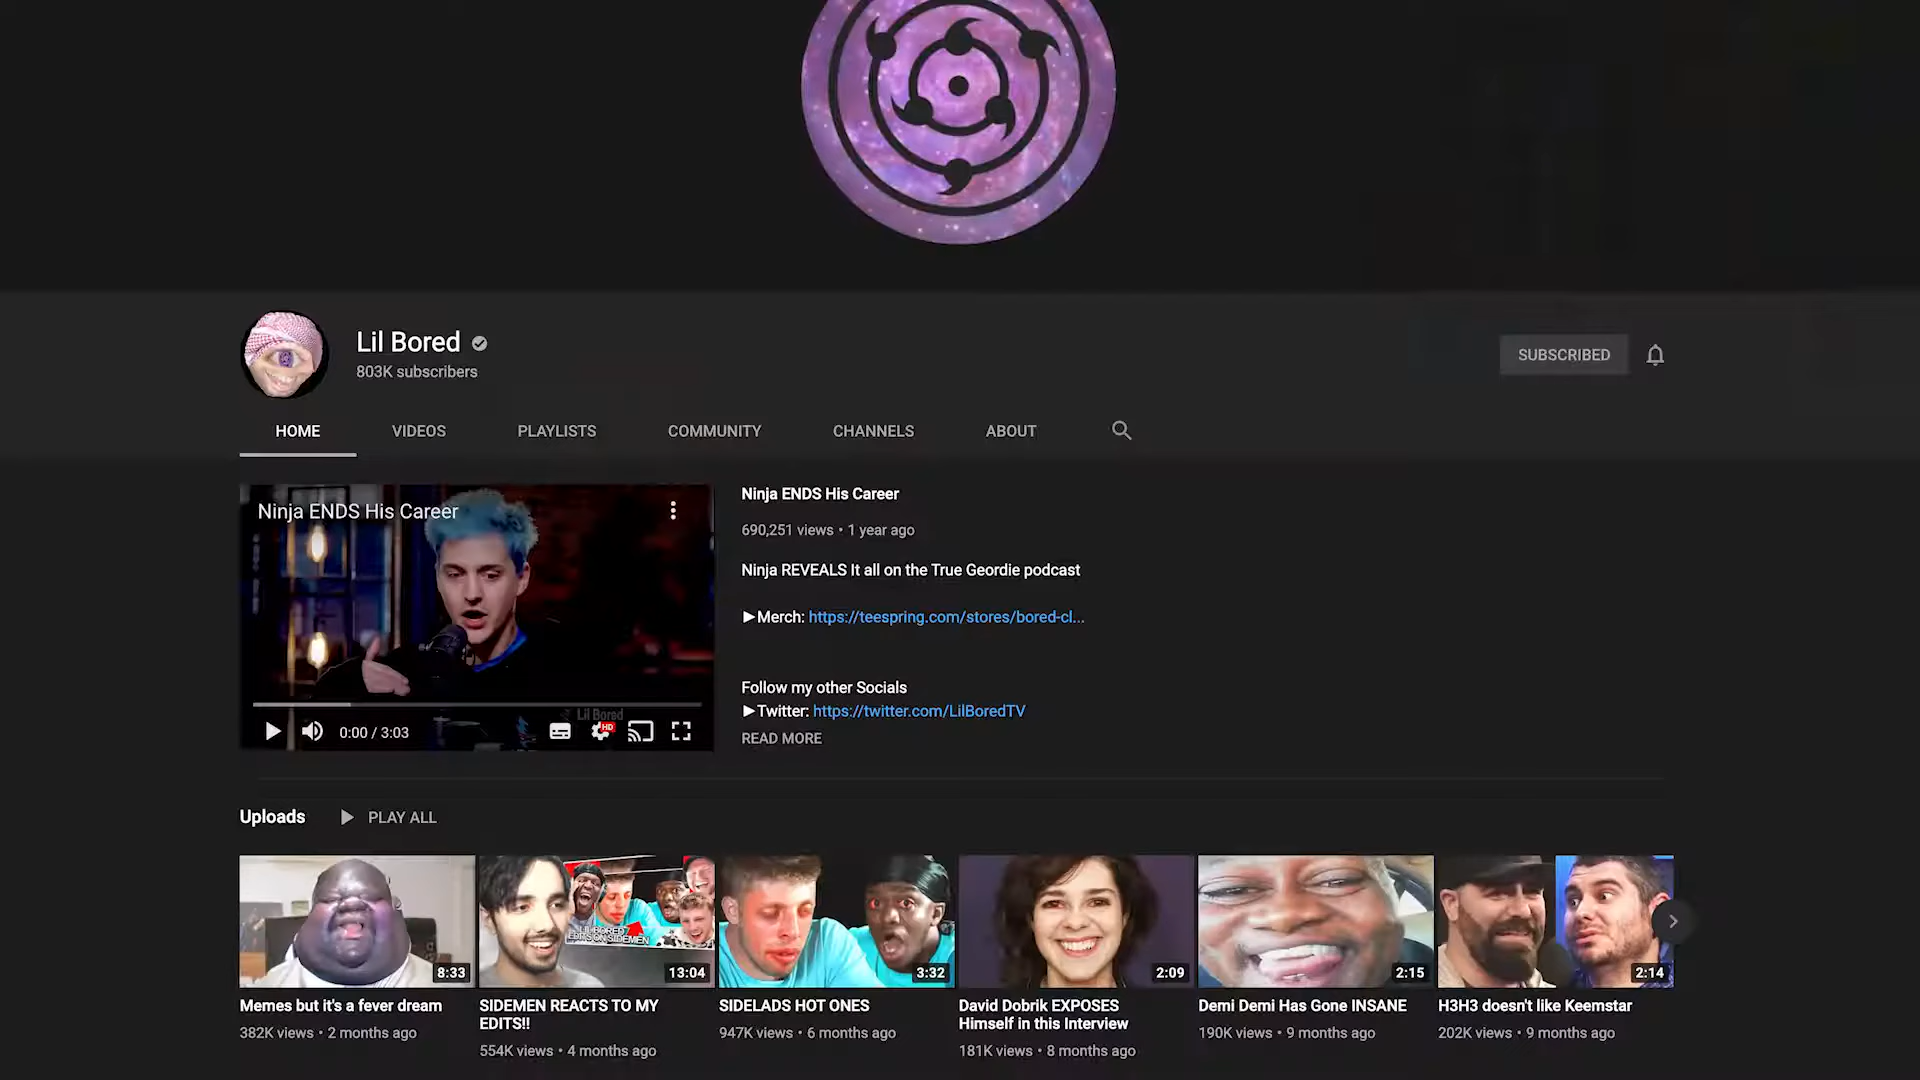 Lil Bored
803K subscribers
SUBSCRIBED
HOME
VIDEOS
PLAYLISTS
COMMUNITY
CHANNELS
ABOUT
Ninja ENDS His Career
Lil Bored
0:00 / 3:03
HD
Ninja ENDS His Career
690,251 views • 1 year ago
Ninja REVEALS It all on the True Geordie podcast
►Merch: https://teespring.com/stores/bored-cl...
Follow my other Socials
►Twitter: https://twitter.com/LilBoredTV
READ MORE
Uploads
PLAY ALL
8:33
Memes but it's a fever dream
382K views • 2 months ago
LIL BORED
EDITS ON SIDEMEN
13:04
SIDEMEN REACTS TO MY
EDITS!!
554K views • 4 months ago
3:32
SIDELADS HOT ONES
947K views • 6 months ago
2:09
David Dobrik EXPOSES
Himself in this Interview
181K views • 8 months ago
2:15
Demi Demi Has Gone INSANE
190K views • 9 months ago
2:14
H3H3 doesn't like Keemstar
202K views • 9 months ago